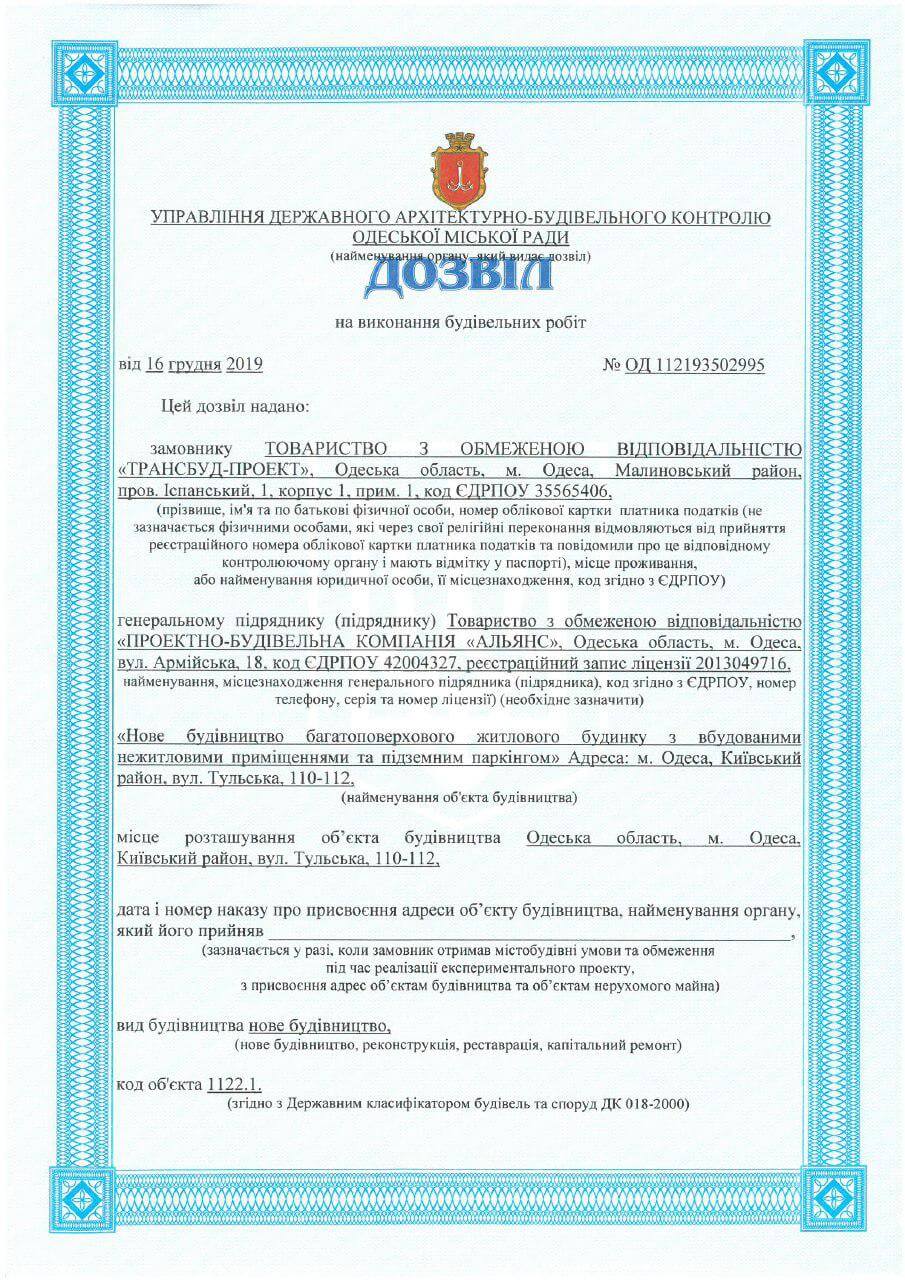 УПРАВЛІННЯ ДЕРЖАВНОГО АРХІТЕКТУРНО-БУДІВЕЛЬНОГО КОНТРОЛЮ
ОДЕСЬКОЇ МІСЬКОЇ РАДИ
(найменування органу, який видає дозвіл)
ДОЗВІЛ
на виконання будівельних робіт
від 16 грудня 2019 № ОД 112193502995
Цей дозвіл надано:
замовнику ТОВАРИСТВО З ОБМЕЖЕНОЮ ВІДПОВІДАЛЬНІСТЮ
«ТРАНСБУД-ПРОЕКТ», Одеська область, м. Одеса, Малиновський район,
пров. Іспанський, 1, корпус 1, прим. 1, код ЄДРПОУ 35565406,
(прізвище, ім'я та по батькові фізичної особи, номер облікової картки платника податків (не
зазначається фізичними особами, які через свої релігійні переконання відмовляються від прийняття
реєстраційного номера облікової картки платника податків та повідомили про це відповідному
контролюючому органу і мають відмітку у паспорті), місце проживання,
або найменування юридичної особи, її місцезнаходження, код згідно з ЄДРПОУ)
генеральному підряднику (підряднику) Товариство з обмеженою відповідальністю
«ПРОЕКТНО-БУДІВЕЛЬНА КОМПАНІЯ «АЛЬЯНС», Одеська область, м. Одеса,
вул. Армійська, 18, код ЄДРПОУ 42004327, реєстраційний запис ліцензії 2013049716,
найменування, місцезнаходження генерального підрядника (підрядника), код згідно з ЄДРПОУ, номер
телефону, серія та номер ліцензії) (необхідне зазначити)
«Нове будівництво багатоповерхового житлового будинку з вбудованими
нежитловими приміщеннями та підземним паркінгом» Адреса: м. Одеса, Київський
район, вул. Тульська, 110-112,
(найменування об'єкта будівництва)
місце розташування об’єкта будівництва Одеська область, м. Одеса,
Київський район, вул. Тульська, 110-112,
дата і номер наказу про присвоєння адреси об’єкту будівництва, найменування органу,
який його прийняв ,
(зазначається у разі, коли замовник отримав містобудівні умови та обмеження
під час реалізації експериментального проекту,
з присвоєння адрес об’єктам будівництва та об’єктам нерухомого майна)
вид будівництва нове будівництво,
(нове будівництво, реконструкція, реставрація, капітальний ремонт)
код об'єкта 1122.1.
(згідно з Державним класифікатором будівель та споруд ДК 018-2000)